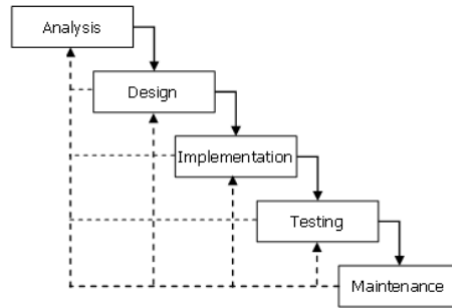 Analysis
Design
Implementation
Testing
Maintenance